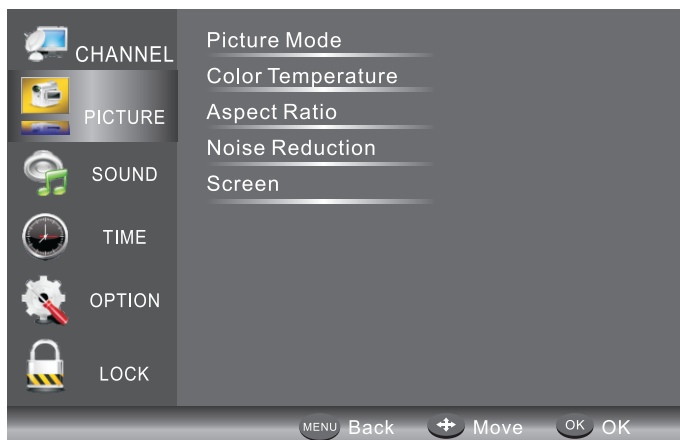 CHANNEL
PICTURE
SOUND
TIME
OPTION
LOCK
Picture Mode
Color Temperature
Aspect Ratio
Noise Reduction
Screen
MENU Back Move OK OK